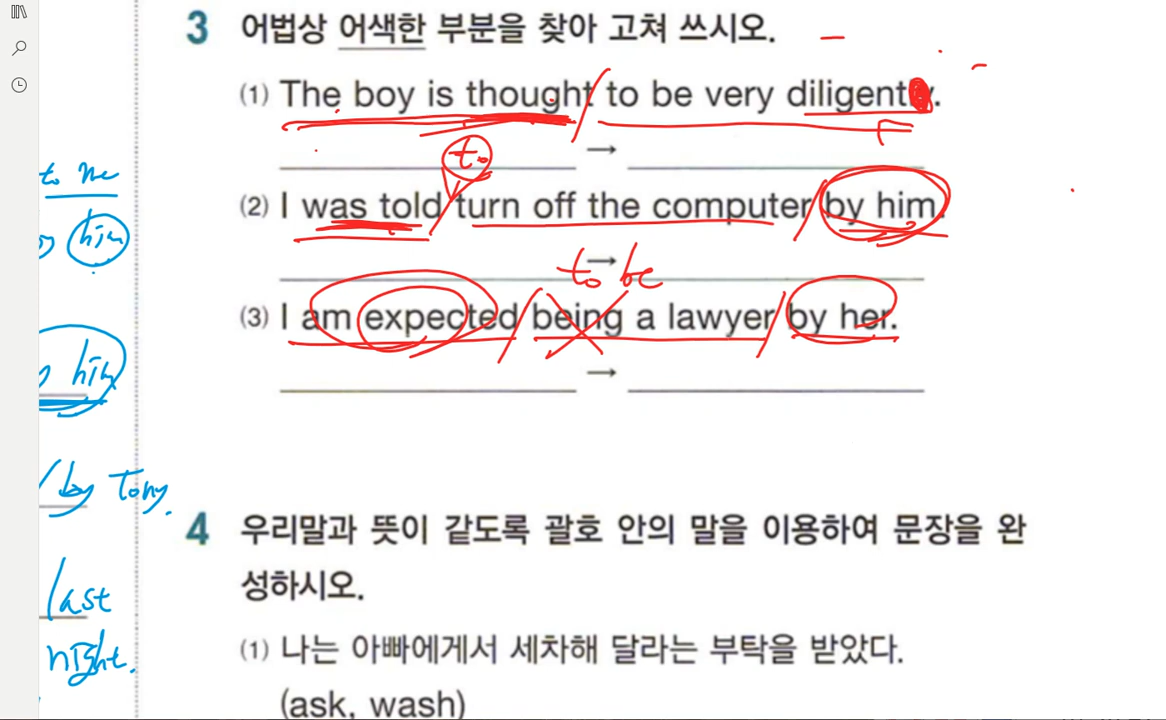 3 어법상 어색한 부분을 찾아 고쳐 쓰시오.
(1) The boy is thought to be very diligently.
→
to
(2) I was told turn off the computer by him.
→
to be
(3) I am expected being a lawyer by her.
→
4 우리말과 뜻이 같도록 괄호 안의 말을 이용하여 문장을 완
성하시오.
(1) 나는 아빠에게서 세차해 달라는 부탁을 받았다.
(ask, wash)
to me
him
him
by Tony.
last
night.